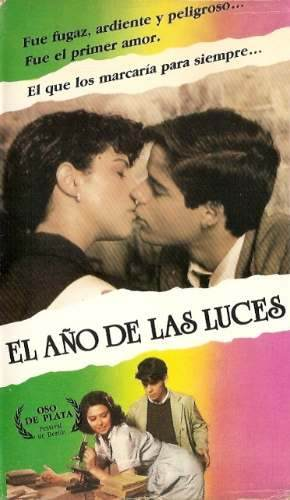 Fue fugaz, ardiente y peligroso...
Fue el primer amor.
El que los marcaría para siempre...
EL AÑO DE LAS LUCES
OSO
DE PLATA
Festival
de Berlín